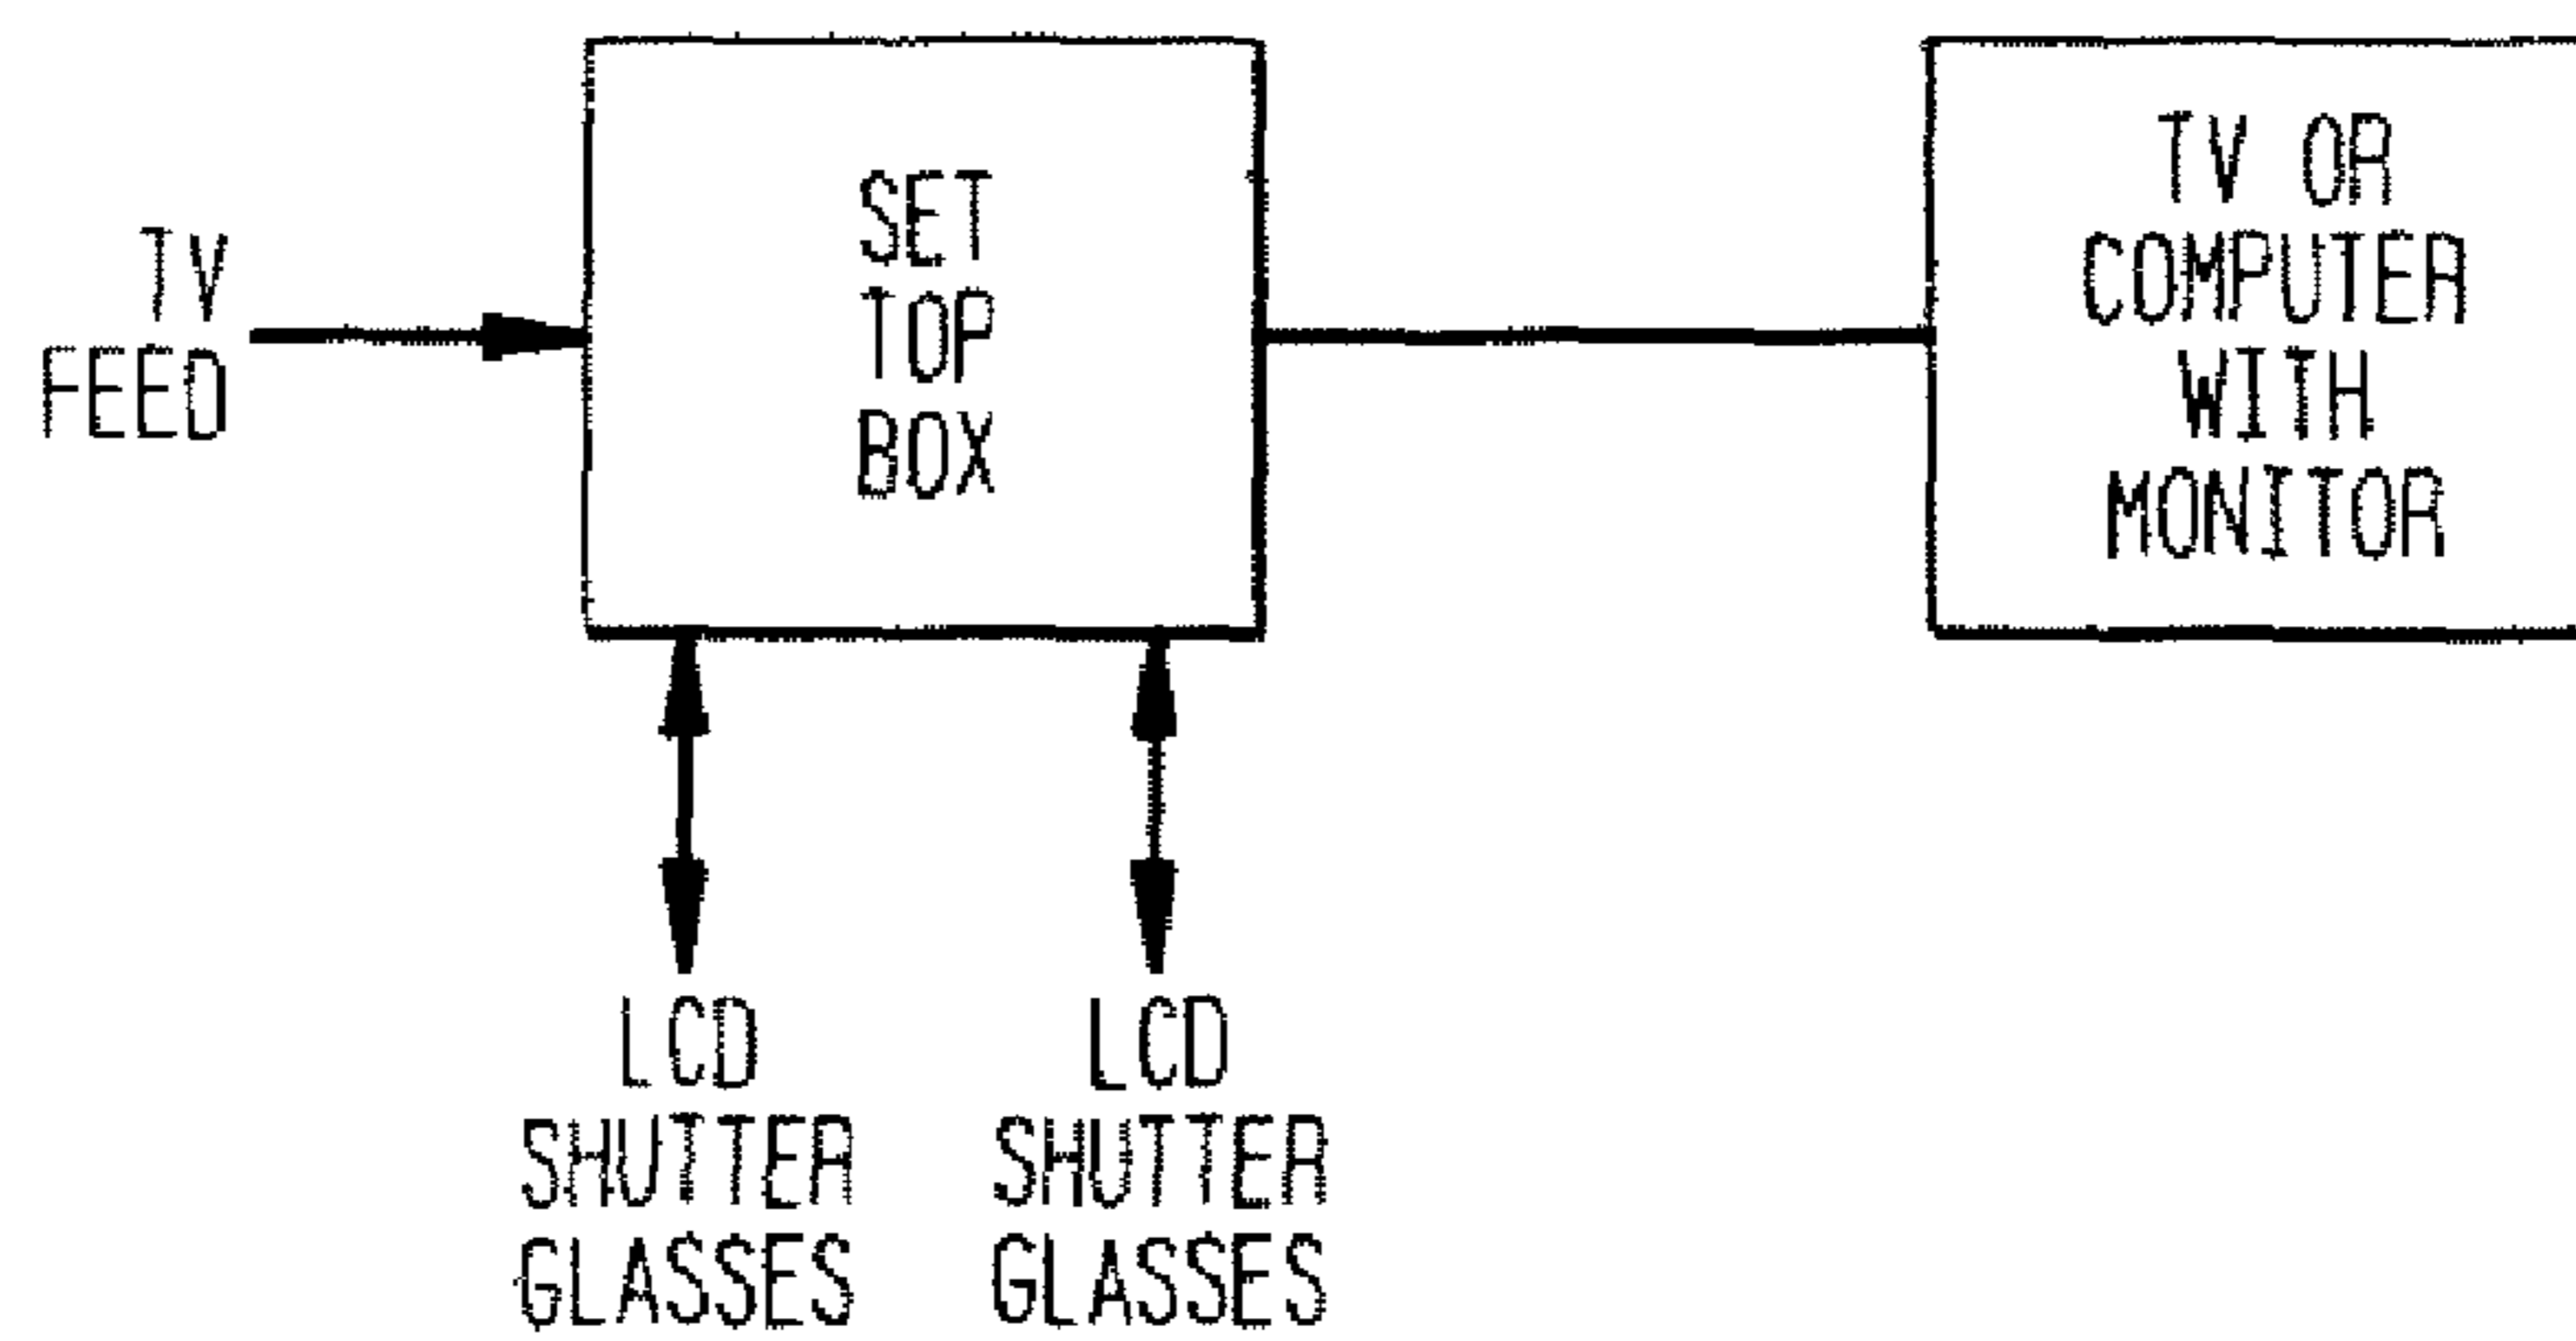 TV
FEED
SET
TOP
BOX
TV OR
COMPUTER
WITH
MONITOR
LCD
SHUTTER
GLASSES
LCD
SHUTTER
GLASSES